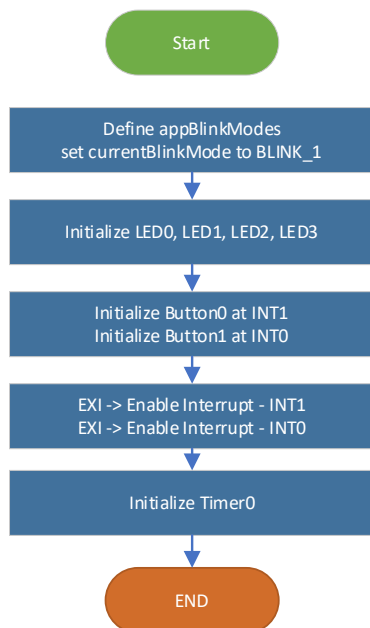 Start
Define appBlinkModes
set currentBlinkMode to BLINK_1
Initialize LED0, LED1, LED2, LED3
Initialize Button0 at INT1
Initialize Button1 at INT0
EXI -> Enable Interrupt - INT1
EXI -> Enable Interrupt - INT0
Initialize Timer0
END